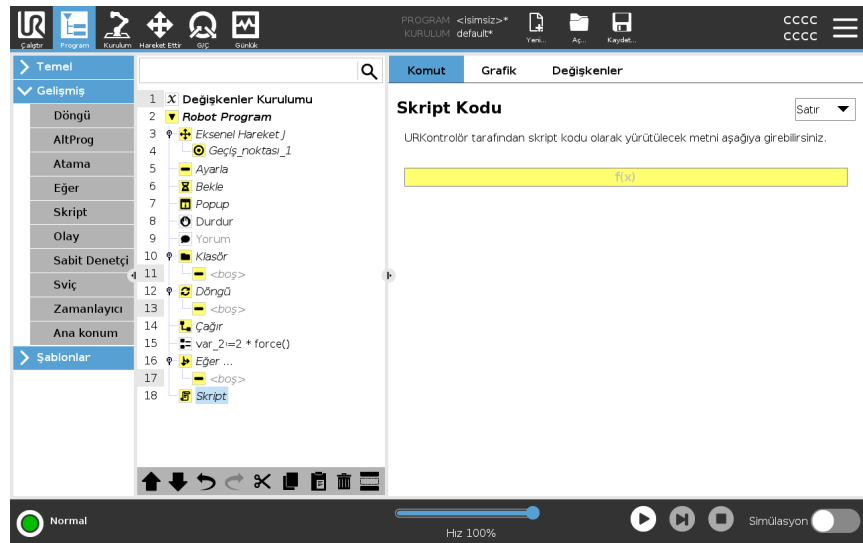 UR
PROGRAM <isimsiz>*
KURULUM default*
cccc
cccc
Çalıştır Program Kurulum Hareket Ettir G/Ç Günlük Yeni... Aç... Kaydet...
Temel
Gelişmiş
Döngü
AltProg
Atama
Eğer
Skript
Olay
Sabit Denetçi
Sviç
Zamanlayıcı
Ana konum
Şablonlar
1 X Değişkenler Kurulumu
2 Robot Program
3 Eksenel Hareket J
4 Geçiş_noktası_1
5 Ayarla
6 Bekle
7 Popup
8 Durdur
9 Yorum
10 Klasör
11 <boş>
12 Döngü
13 <boş>
14 Çağır
15 var_2:=2 * force()
16 Eğer ...
17 <boş>
18 Skript
Komut Grafik Değişkenler
Skript Kodu
Satır
URKontrolör tarafından skript kodu olarak yürütülecek metni aşağıya girebilirsiniz.
f(x)
Normal
Hız 100%
Simülasyon